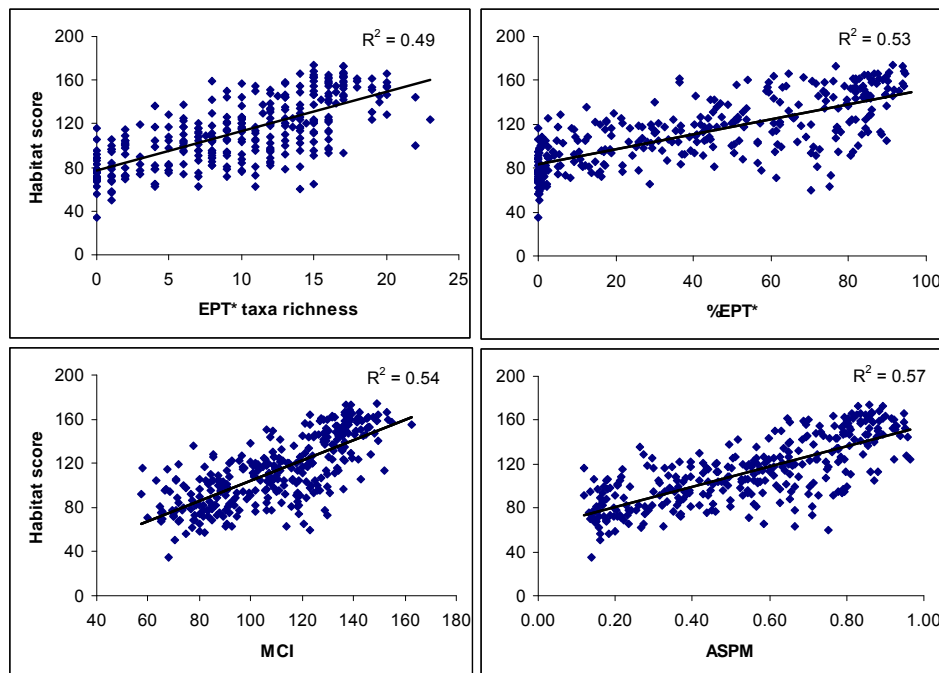 R² = 0.49
200
160
120
80
40
0
Habitat score
0 5 10 15 20 25
EPT* taxa richness
R² = 0.53
200
160
120
80
40
0
0 20 40 60 80 100
%EPT*
R² = 0.54
200
160
120
80
40
0
Habitat score
40 60 80 100 120 140 160 180
MCI
R² = 0.57
200
160
120
80
40
0
0.00 0.20 0.40 0.60 0.80 1.00
ASPM